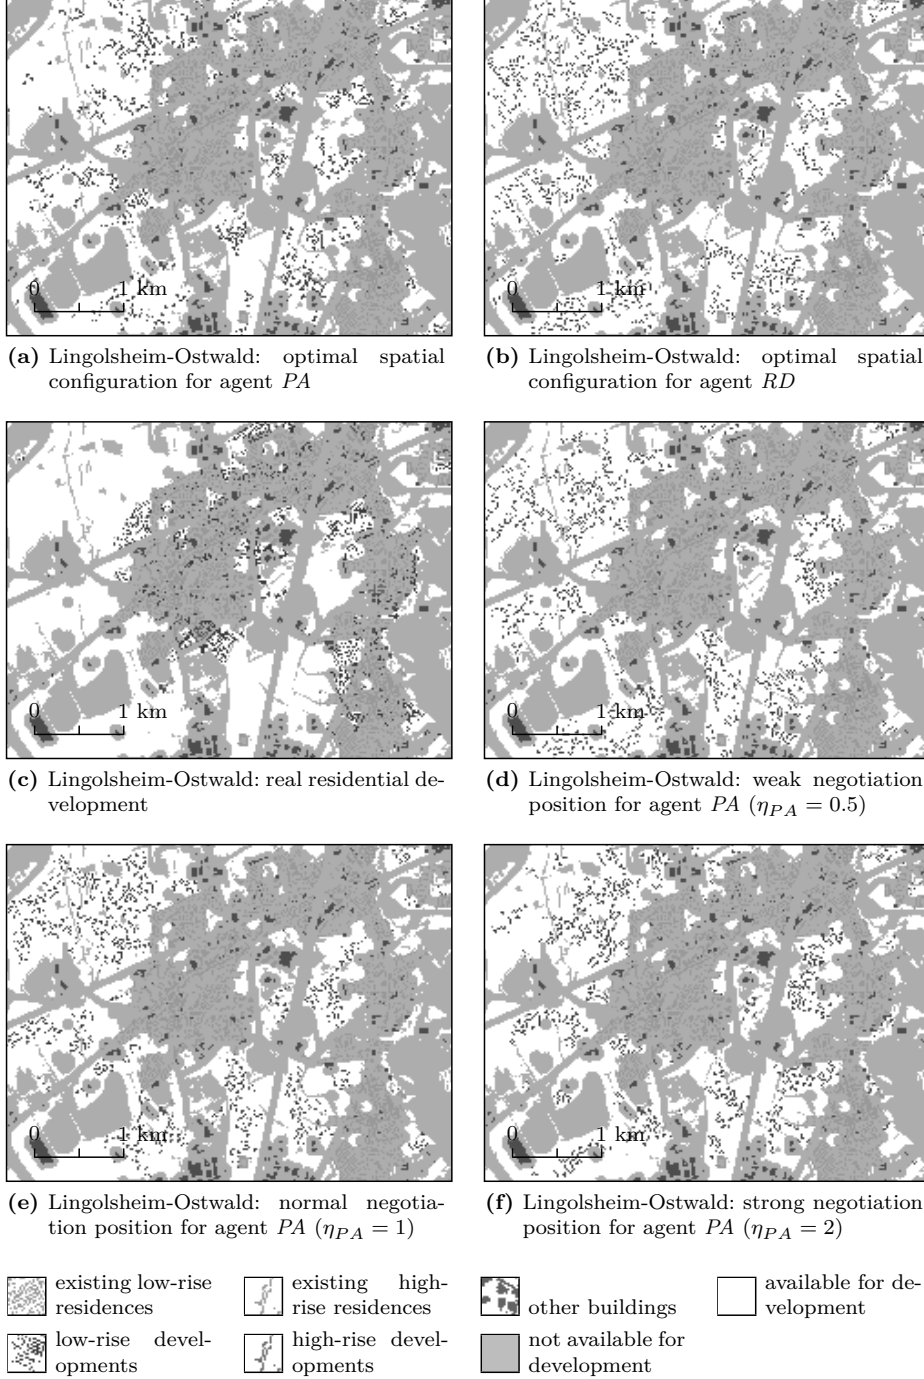 0 1 km
0 1 km
(a) Lingolsheim-Ostwald: optimal spatial
configuration for agent PA
(b) Lingolsheim-Ostwald: optimal spatial
configuration for agent RD
0 1 km
0 1 km
(c) Lingolsheim-Ostwald: real residential de-
velopment
(d) Lingolsheim-Ostwald: weak negotiation
position for agent PA (η_PA = 0.5)
0 1 km
0 1 km
(e) Lingolsheim-Ostwald: normal negotia-
tion position for agent PA (η_PA = 1)
(f) Lingolsheim-Ostwald: strong negotiation
position for agent PA (η_PA = 2)
existing low-rise
residences
existing high-
rise residences
other buildings
available for de-
velopment
low-rise devel-
opments
high-rise devel-
opments
not available for
development